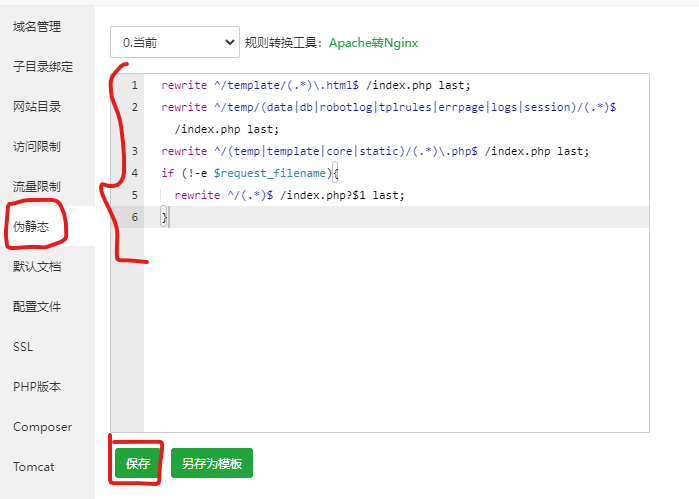 域名管理
子目录绑定
网站目录
访问限制
流量限制
伪静态
默认文档
配置文件
SSL
PHP版本
Composer
Tomcat
0.当前
规则转换工具：Apache转Nginx
1 rewrite ^/template/(.*)\.html$ /index.php last;
2 rewrite ^/temp/(data|db|robotlog|tplrules|errpage|logs|session)/(.*)$
/index.php last;
3 rewrite ^/(temp|template|core|static)/(.*)\.php$ /index.php last;
4 if (!-e $request_filename){
5 rewrite ^/(.*)$ /index.php?$1 last;
6 }
保存
另存为模板